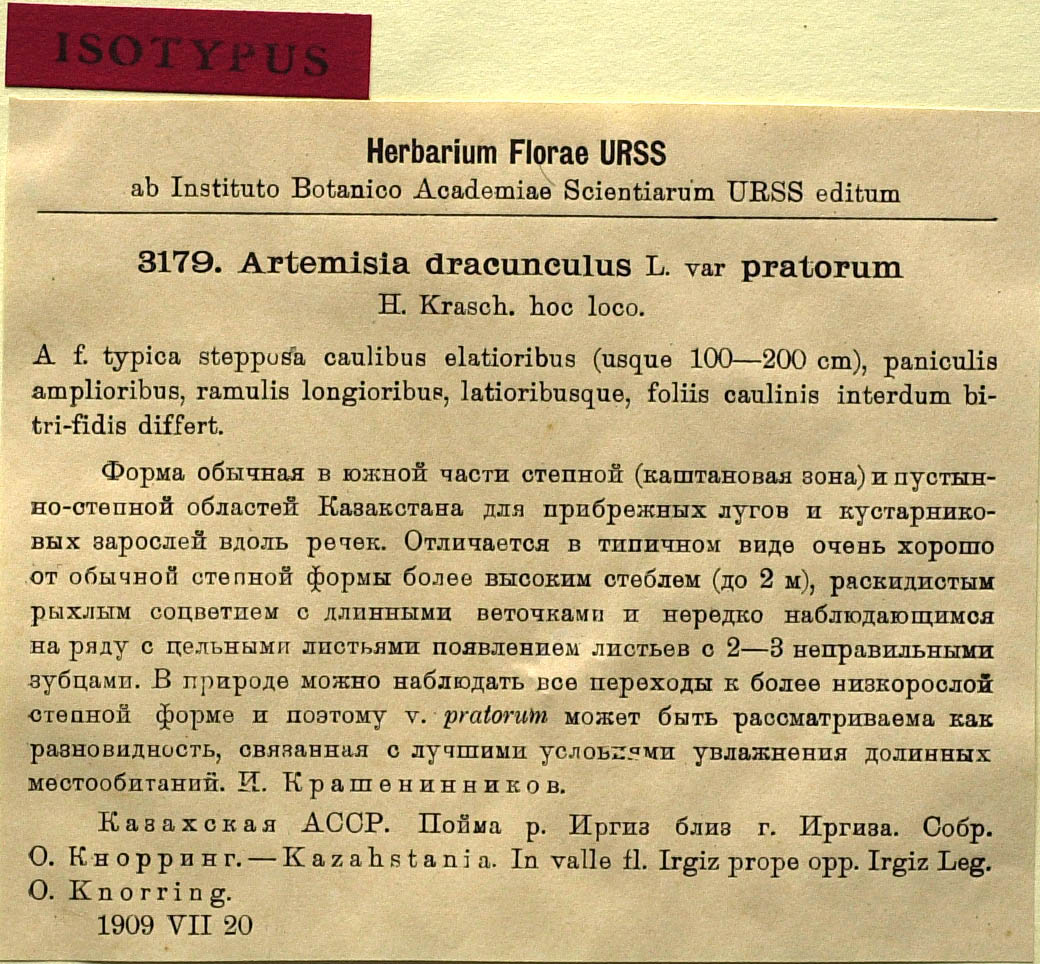 ISOTYPUS
Herbarium Florae URSS
ab Instituto Botanico Academiae Scientiarum URSS editum
3179. Artemisia dracunculus L. var pratorum
H. Krasch. hoc loco.
A f. typica stepposa caulibus elatioribus (usque 100—200 cm), paniculis
amplioribus, ramulis longioribus, latioribusque, foliis caulinis interdum bi-
tri-fidis differt.
Форма обычная в южной части степной (каштановая зона) и пустын-
но-степной областей Казакстана для прибрежных лугов и кустарнико-
вых зарослей вдоль речек. Отличается в типичном виде очень хорошо
от обычной степной формы более высоким стеблем (до 2 м), раскидистым
рыхлым соцветием с длинными веточками и нередко наблюдающимся
на ряду с цельными листьями появлением листьев с 2—3 неправильными
зубцами. В природе можно наблюдать все переходы к более низкорослой
степной форме и поэтому v. pratorum может быть рассматриваема как
разновидность, связанная с лучшими условиями увлажнения долинных
местообитаний. И. Крашенинников.
Казахская АССР. Пойма р. Иргиз близ г. Иргиза. Собр.
О. Кнорринг. — Kazahstania. In valle fl. Irgiz prope opp. Irgiz Leg.
O. Knorring.
1909 VII 20